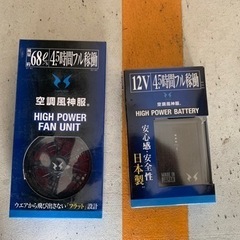 68ℓ/
4.5時間フル稼働
空調風神服®
HIGH POWER
FAN UNIT
ウエアから飛び出さない「フラット」設計
12V
4.5時間フル稼働
空調風神服®
HIGH POWER BATTERY
安心感 安全性
日本製